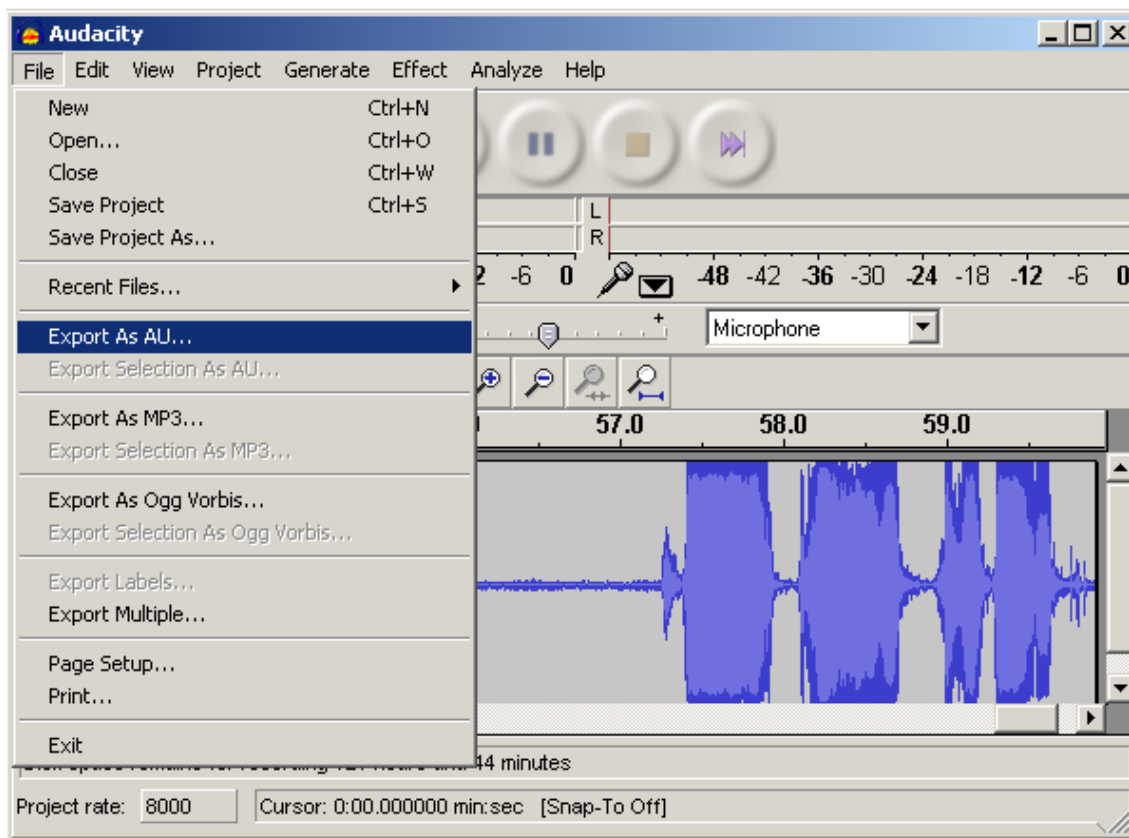 Audacity
File Edit View Project Generate Effect Analyze Help
New Ctrl+N
Open... Ctrl+O
Close Ctrl+W
Save Project Ctrl+S
Save Project As...
L
R
Recent Files...
-6 0 -48 -42 -36 -30 -24 -18 -12 -6 0
Export As AU...
Microphone
Export Selection As AU...
Export As MP3...
57.0 58.0 59.0
Export Selection As MP3...
Export As Ogg Vorbis...
Export Selection As Ogg Vorbis...
Export Labels...
Export Multiple...
Page Setup...
Print...
Exit
44 minutes
Project rate: 8000 Cursor: 0:00.000000 min:sec [Snap-To Off]